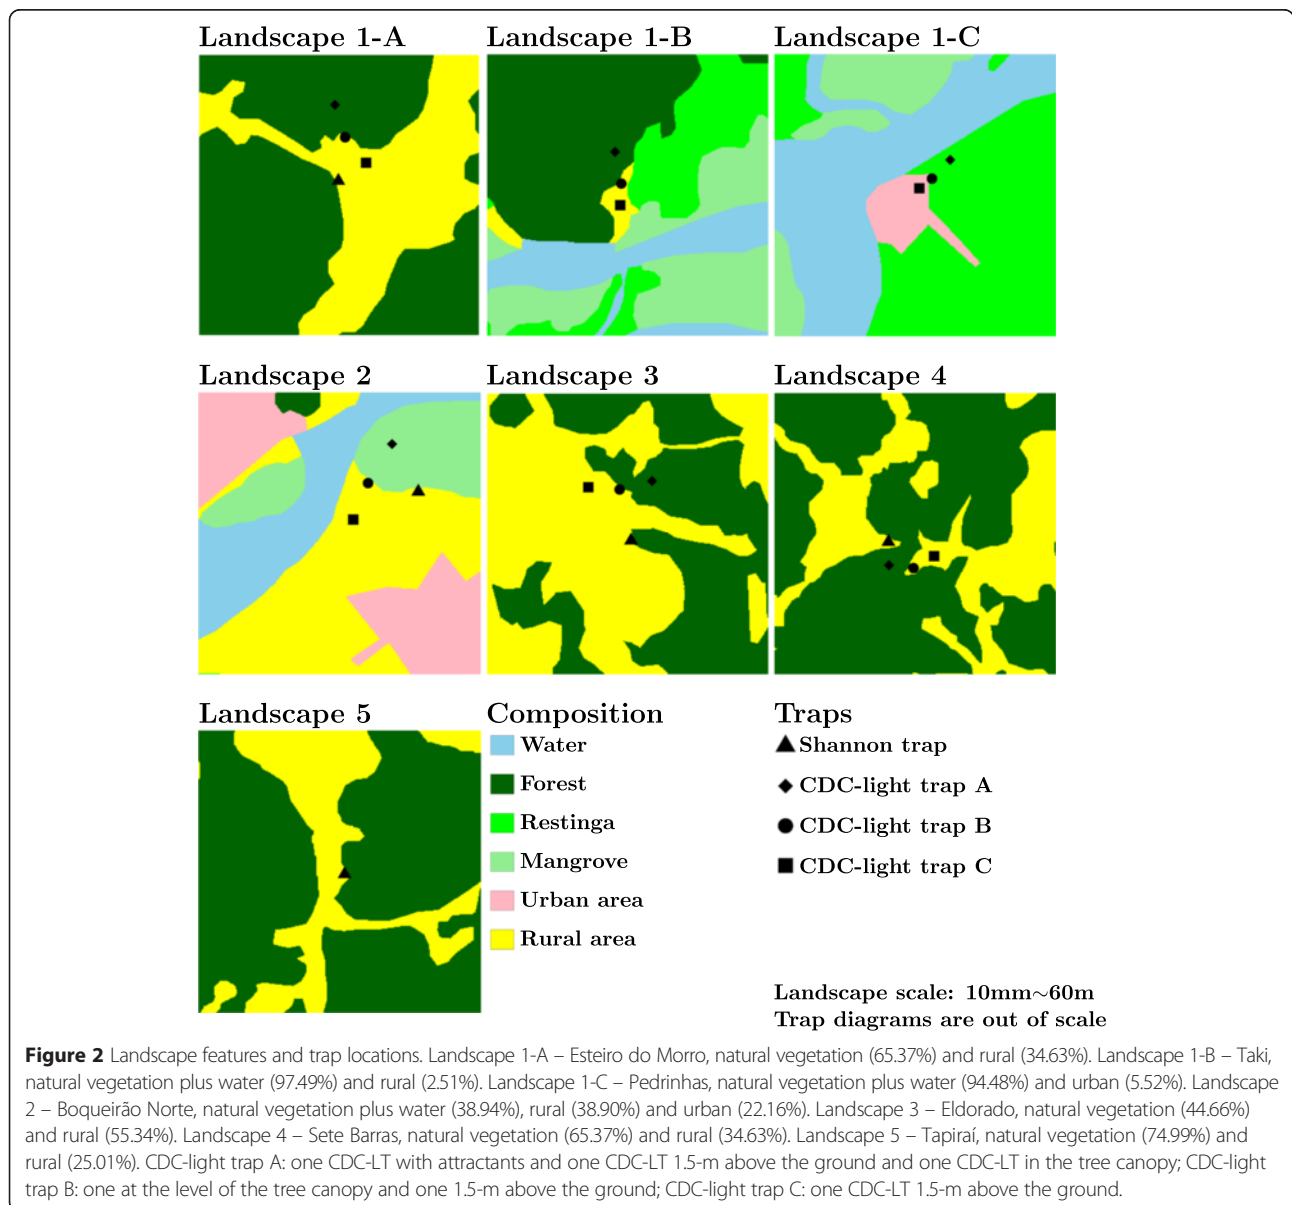 Landscape 1-A
Landscape 1-B
Landscape 1-C
Landscape 2
Landscape 3
Landscape 4
Landscape 5
Composition
Water
Forest
Restinga
Mangrove
Urban area
Rural area
Traps
Shannon trap
CDC-light trap A
CDC-light trap B
CDC-light trap C
Landscape scale: 10mm~60m
Trap diagrams are out of scale
Figure 2 Landscape features and trap locations. Landscape 1-A – Esteiro do Morro, natural vegetation (65.37%) and rural (34.63%). Landscape 1-B – Taki,
natural vegetation plus water (97.49%) and rural (2.51%). Landscape 1-C – Pedrinhas, natural vegetation plus water (94.48%) and urban (5.52%). Landscape
2 – Boqueirão Norte, natural vegetation plus water (38.94%), rural (38.90%) and urban (22.16%). Landscape 3 – Eldorado, natural vegetation (44.66%)
and rural (55.34%). Landscape 4 – Sete Barras, natural vegetation (65.37%) and rural (34.63%). Landscape 5 – Tapiraí, natural vegetation (74.99%) and
rural (25.01%). CDC-light trap A: one CDC-LT with attractants and one CDC-LT 1.5-m above the ground and one CDC-LT in the tree canopy; CDC-light
trap B: one at the level of the tree canopy and one 1.5-m above the ground; CDC-light trap C: one CDC-LT 1.5-m above the ground.